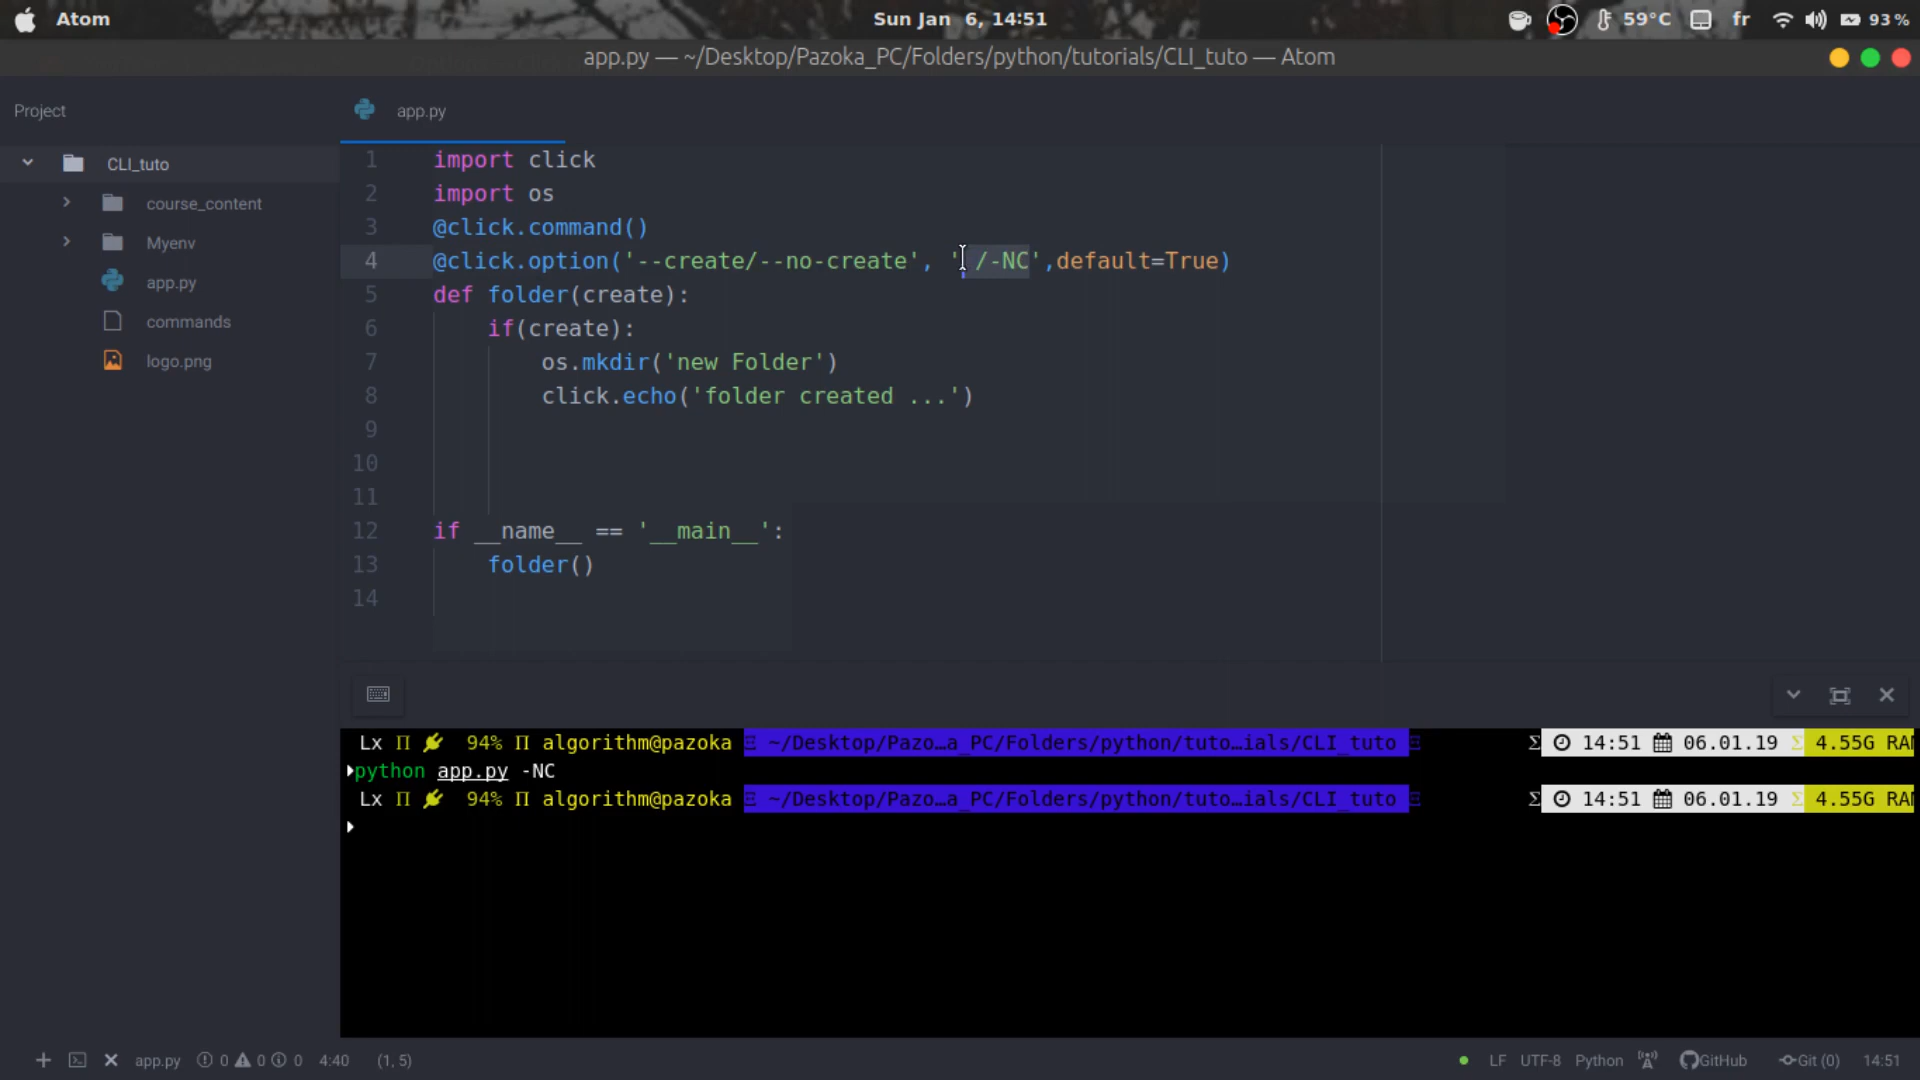 Atom
Sun Jan 6, 14:51
59°C fr 93%
app.py — ~/Desktop/Pazoka_PC/Folders/python/tutorials/CLI_tuto — Atom
Project
app.py
CLI_tuto
course_content
Myenv
app.py
commands
logo.png
1 import click
2 import os
3 @click.command()
4 @click.option('--create/--no-create', ' /-NC',default=True)
5 def folder(create):
6 if(create):
7 os.mkdir('new Folder')
8 click.echo('folder created ...')
9
10
11
12 if __name__ == '__main__':
13 folder()
14
Lx Π 94% Π algorithm@pazoka Ξ ~/Desktop/Pazo…a_PC/Folders/python/tuto…ials/CLI_tuto Ξ Σ 14:51 06.01.19 Σ 4.55G RAM
python app.py -NC
Lx Π 94% Π algorithm@pazoka Ξ ~/Desktop/Pazo…a_PC/Folders/python/tuto…ials/CLI_tuto Ξ Σ 14:51 06.01.19 Σ 4.55G RAM
app.py 0 0 0 4:40 (1, 5) LF UTF-8 Python GitHub Git (0) 14:51